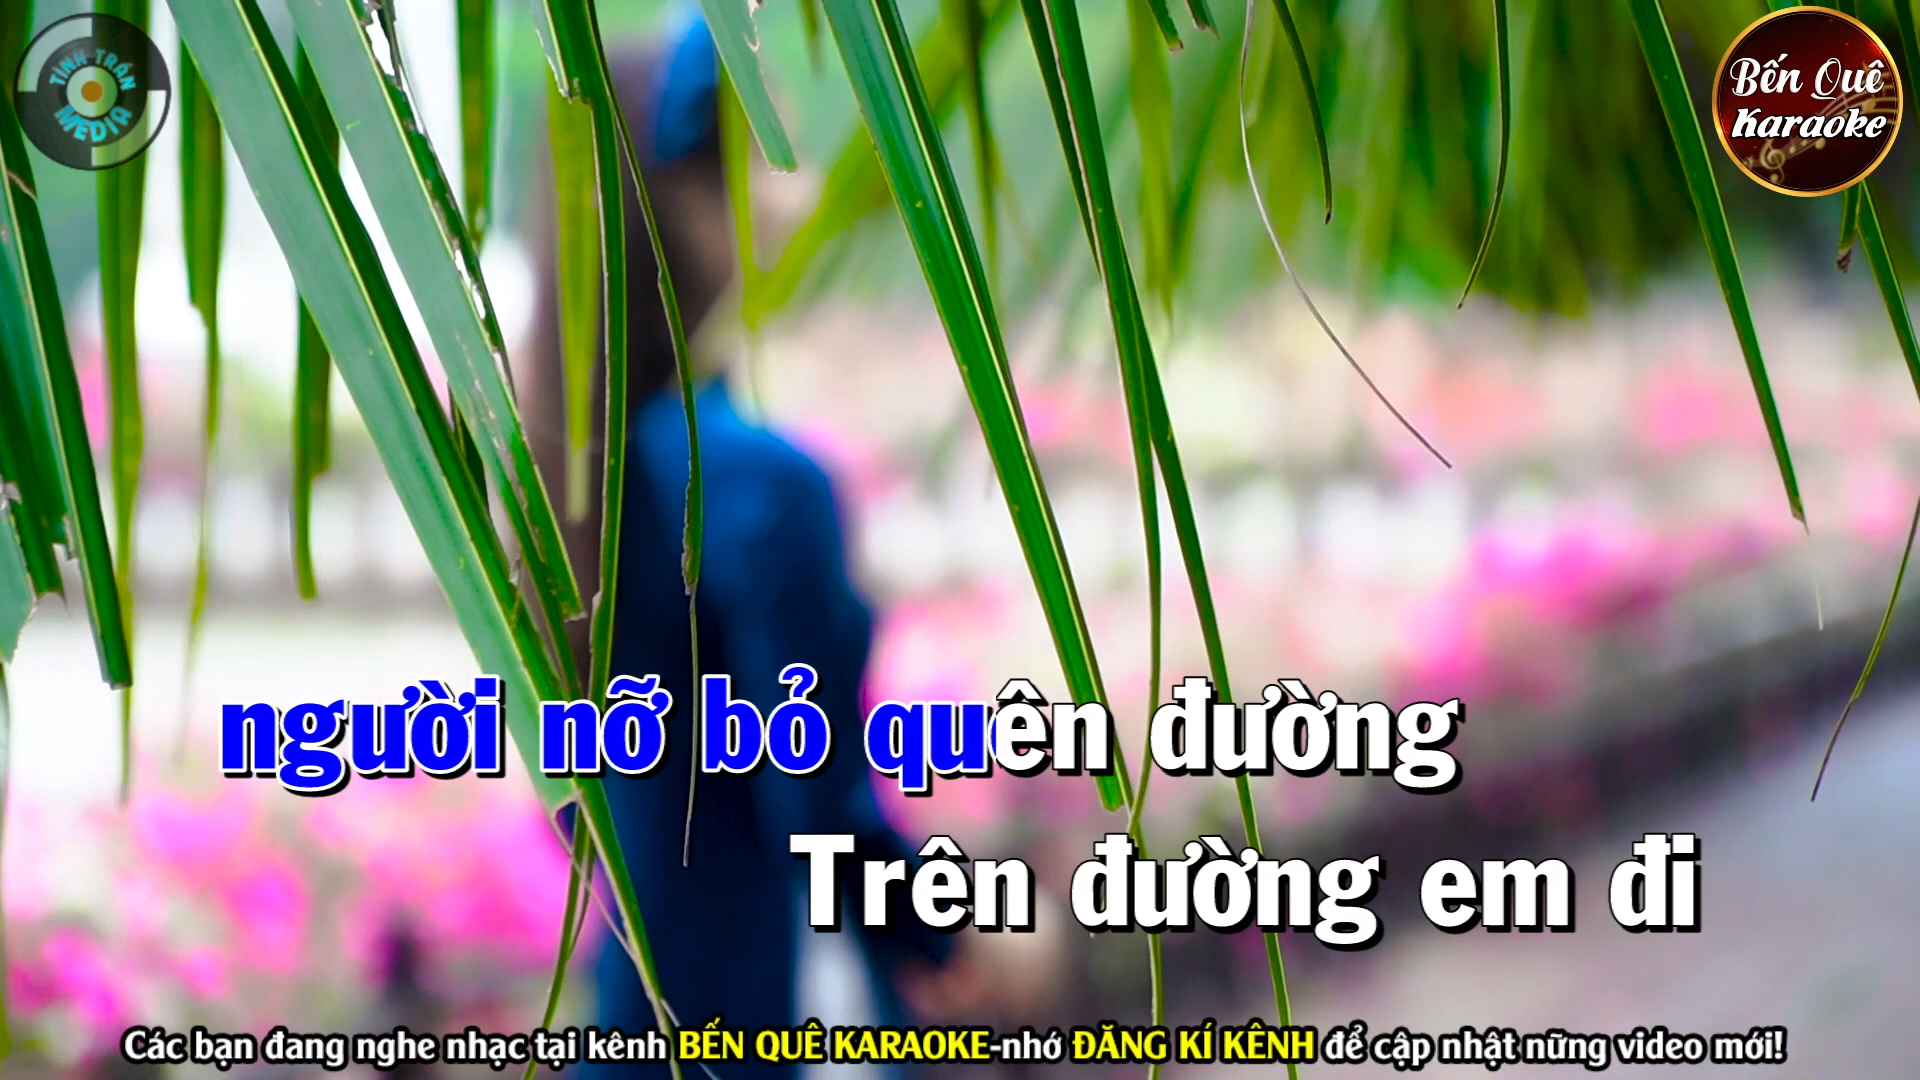 TÌNH TRẦN
MEDIA
Bến Quê
Karaoke
người nỡ bỏ quên đường
Trên đường em đi
Các bạn đang nghe nhạc tại kênh BẾN QUÊ KARAOKE-nhớ ĐĂNG KÍ KÊNH để cập nhật nững video mới!